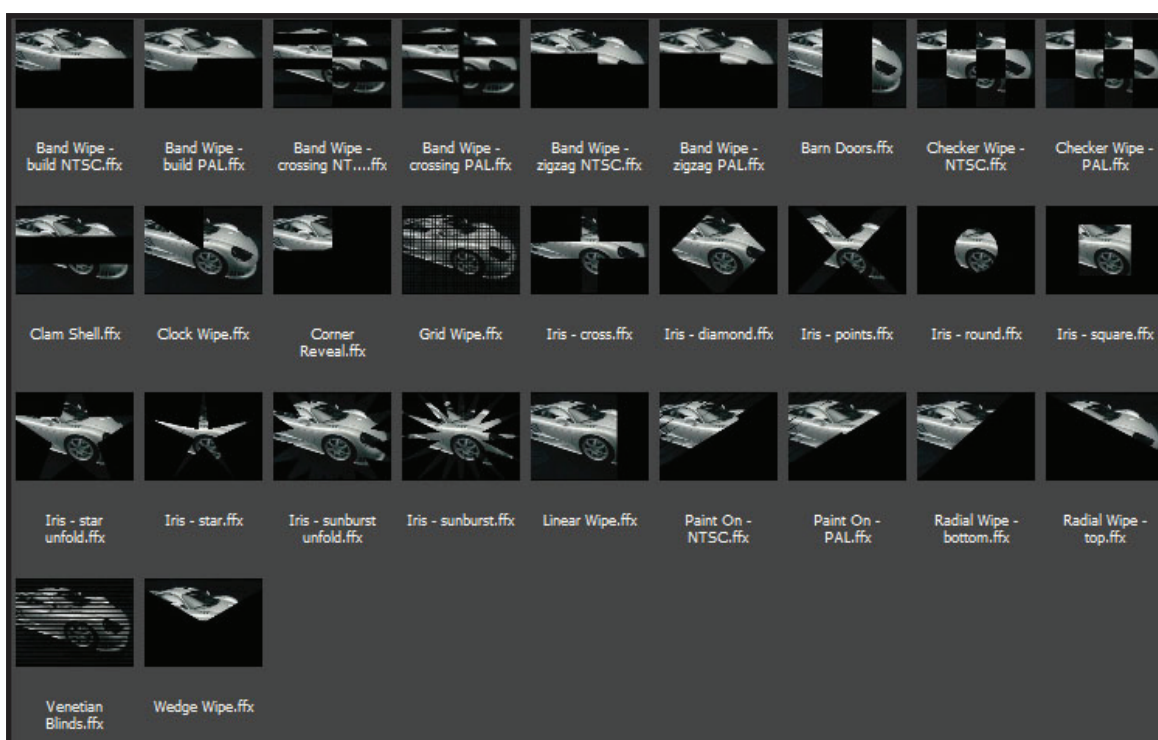 Band Wipe -
build NTSC.ffx
Band Wipe -
build PAL.ffx
Band Wipe -
crossing NT....ffx
Band Wipe -
crossing PAL.ffx
Band Wipe -
zigzag NTSC.ffx
Band Wipe -
zigzag PAL.ffx
Barn Doors.ffx
Checker Wipe -
NTSC.ffx
Checker Wipe -
PAL.ffx
Clam Shell.ffx
Clock Wipe.ffx
Corner
Reveal.ffx
Grid Wipe.ffx
Iris - cross.ffx
Iris - diamond.ffx
Iris - points.ffx
Iris - round.ffx
Iris - square.ffx
Iris - star
unfold.ffx
Iris - star.ffx
Iris - sunburst
unfold.ffx
Iris - sunburst.ffx
Linear Wipe.ffx
Paint On -
NTSC.ffx
Paint On -
PAL.ffx
Radial Wipe -
bottom.ffx
Radial Wipe -
top.ffx
Venetian
Blinds.ffx
Wedge Wipe.ffx